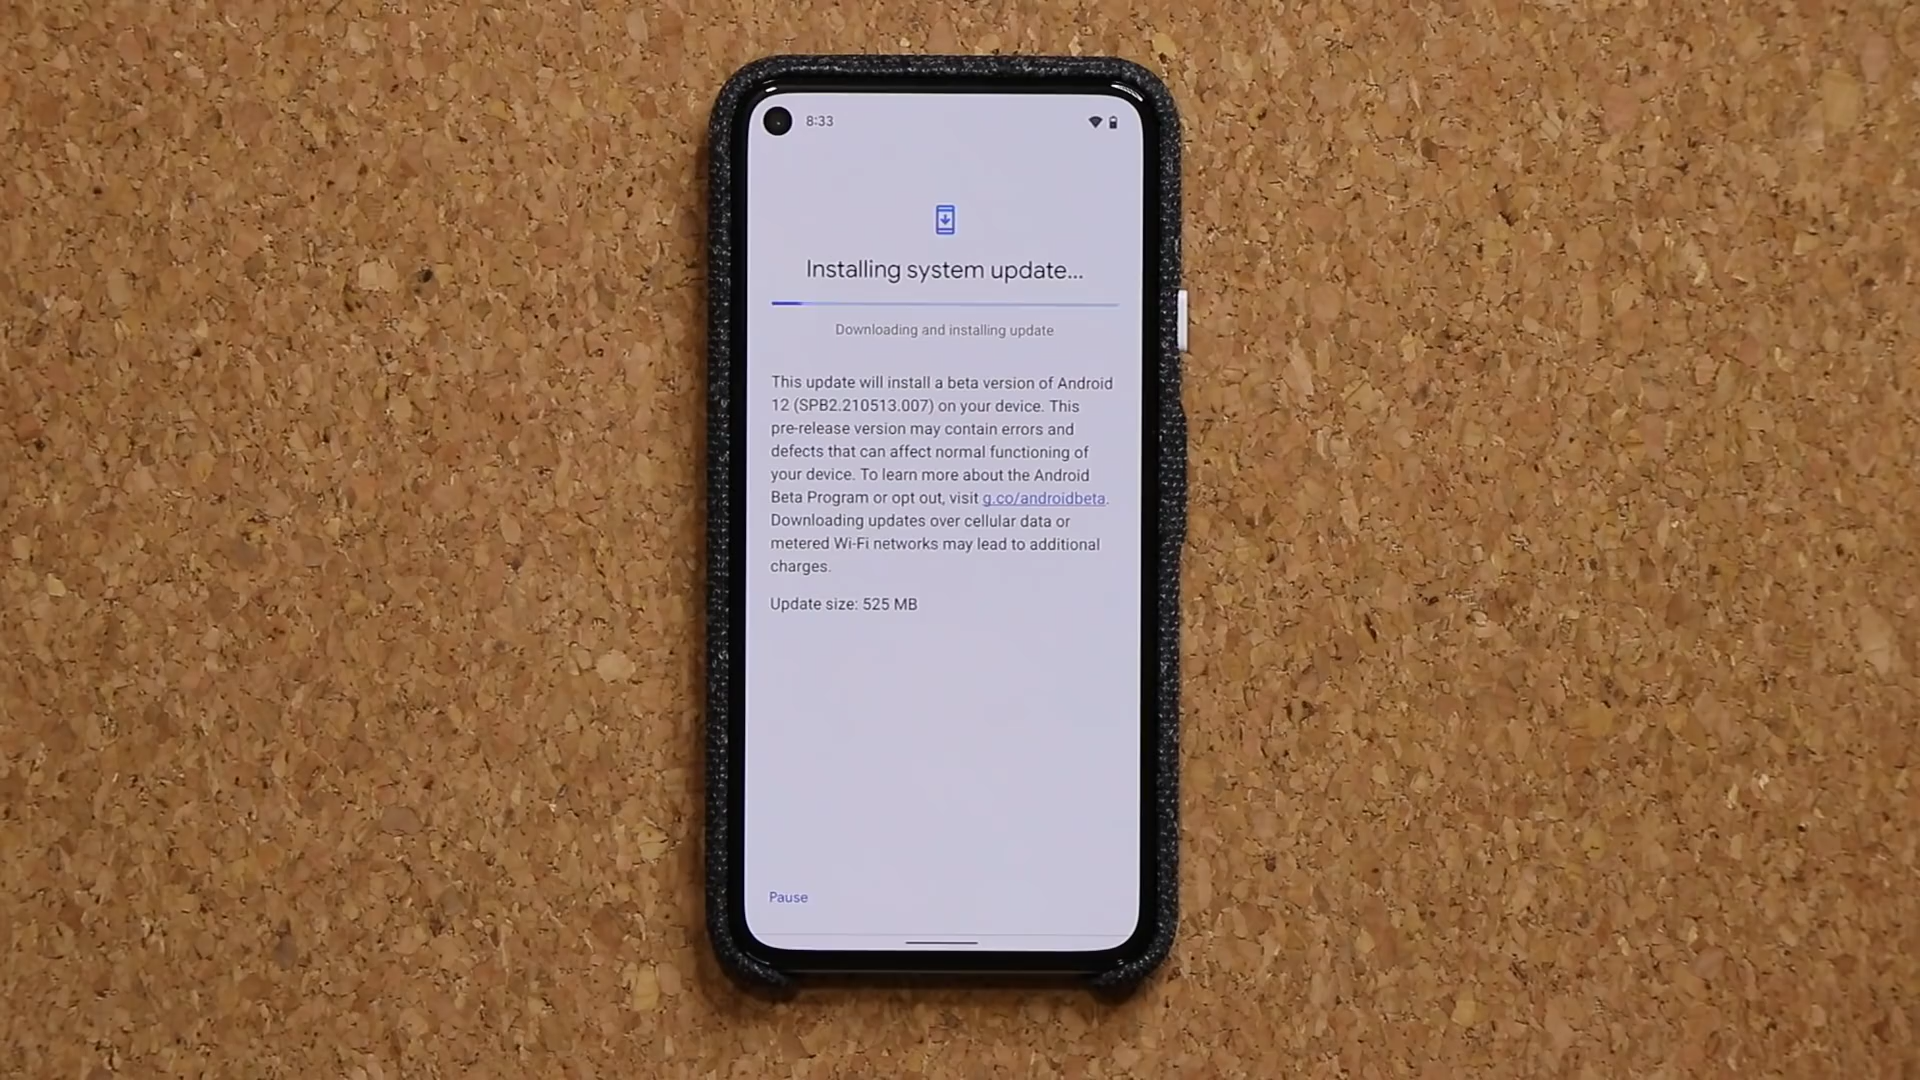 8:33
Installing system update...
Downloading and installing update
This update will install a beta version of Android
12 (SPB2.210513.007) on your device. This
pre-release version may contain errors and
defects that can affect normal functioning of
your device. To learn more about the Android
Beta Program or opt out, visit g.co/androidbeta.
Downloading updates over cellular data or
metered Wi-Fi networks may lead to additional
charges.
Update size: 525 MB
Pause